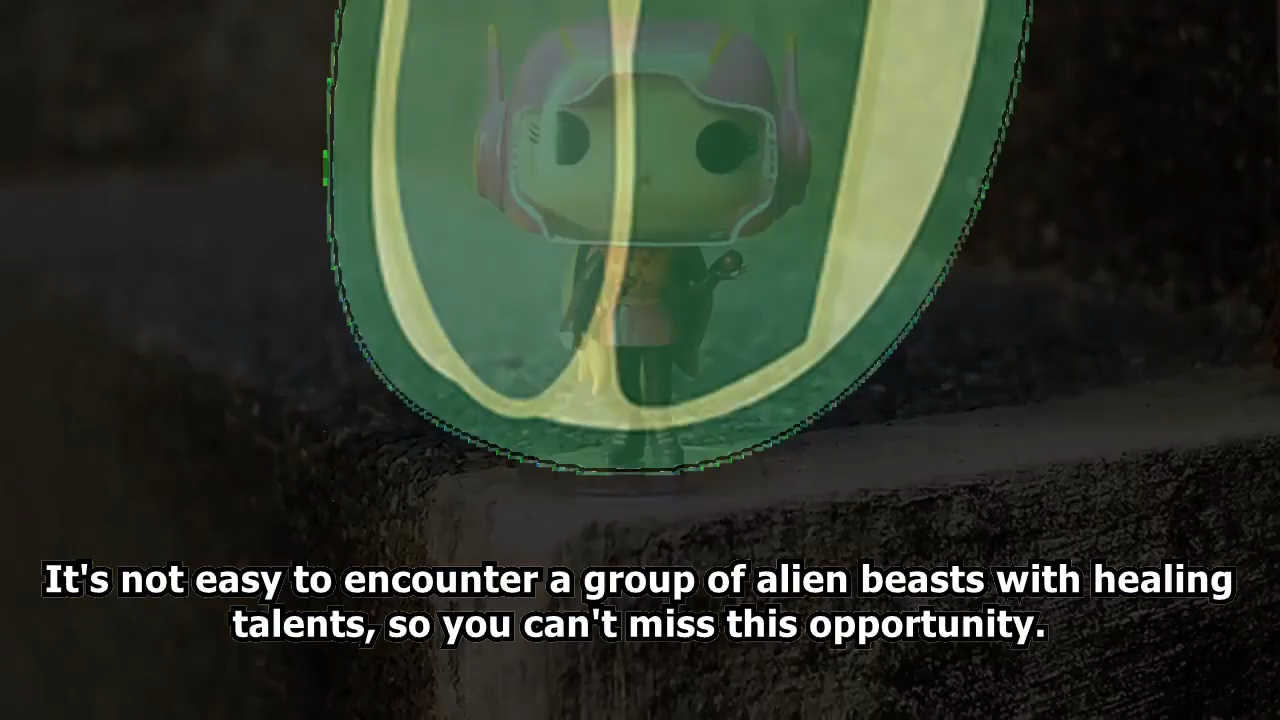 It's not easy to encounter a group of alien beasts with healing
talents, so you can't miss this opportunity.